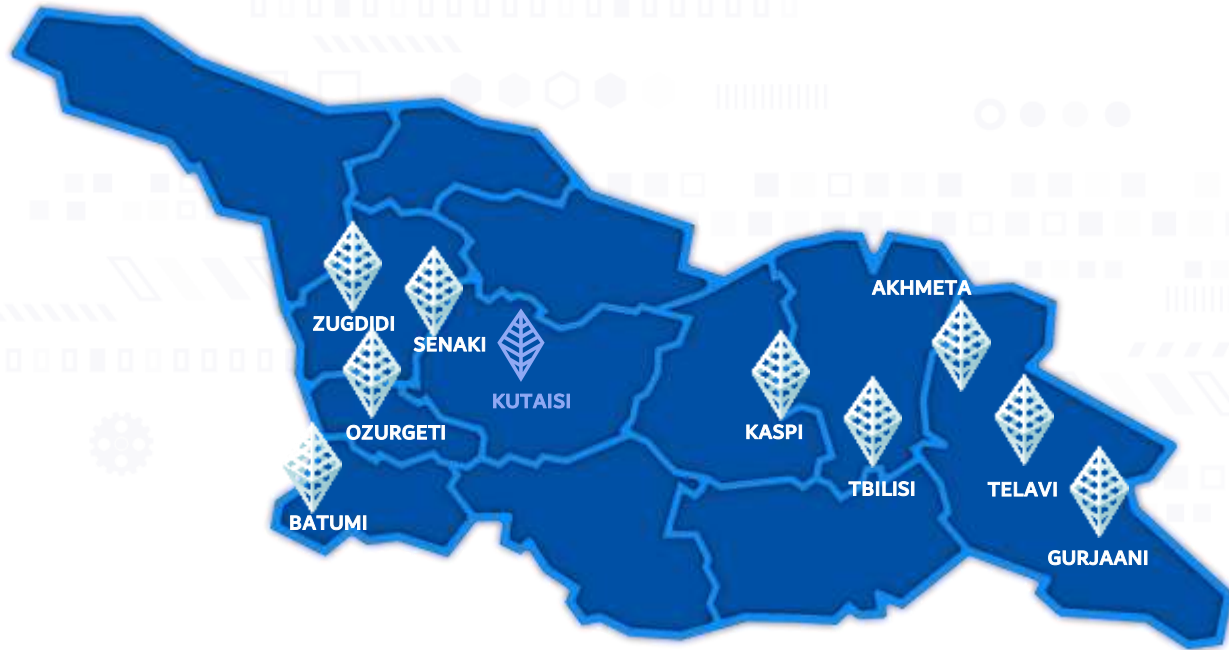 AKHMETA
ZUGDIDI
SENAKI
KUTAISI
OZURGETI
KASPI
TBILISI
TELAVI
BATUMI
GURJAANI